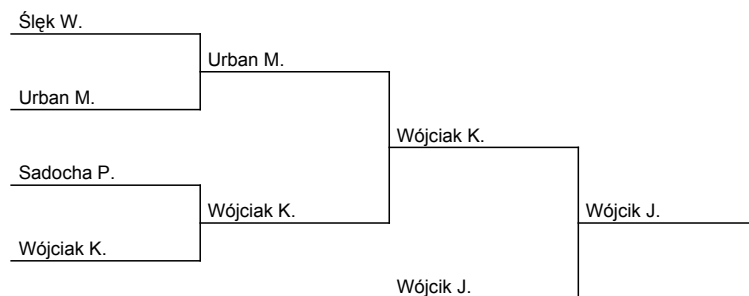 Ślęk W.
Urban M.
Urban M.
Wójciak K.
Sadocha P.
Wójciak K.
Wójcik J.
Wójciak K.
Wójcik J.